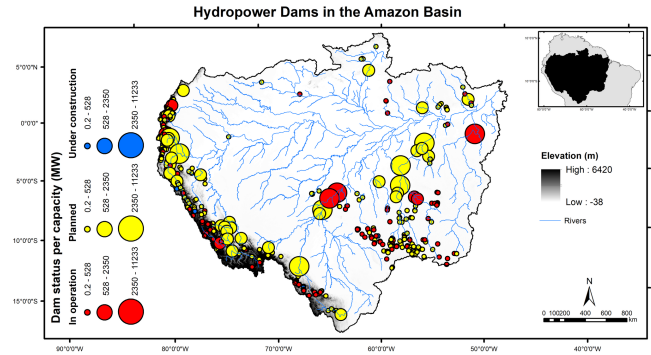 Hydropower Dams in the Amazon Basin
5°0'0"N
0°0'0"
5°0'0"S
10°0'0"S
15°0'0"S
90°0'0"W
80°0'0"W
70°0'0"W
60°0'0"W
50°0'0"W
40°0'0"W
Dam status per capacity (MW)
Under construction
0.2 - 528
528 - 2350
2350 - 11233
Planned
0.2 - 528
528 - 2350
2350 - 11233
In operation
0.2 - 528
528 - 2350
2350 - 11233
Elevation (m)
High : 6420
Low : -38
Rivers
N
0 100200 400 600 800
km